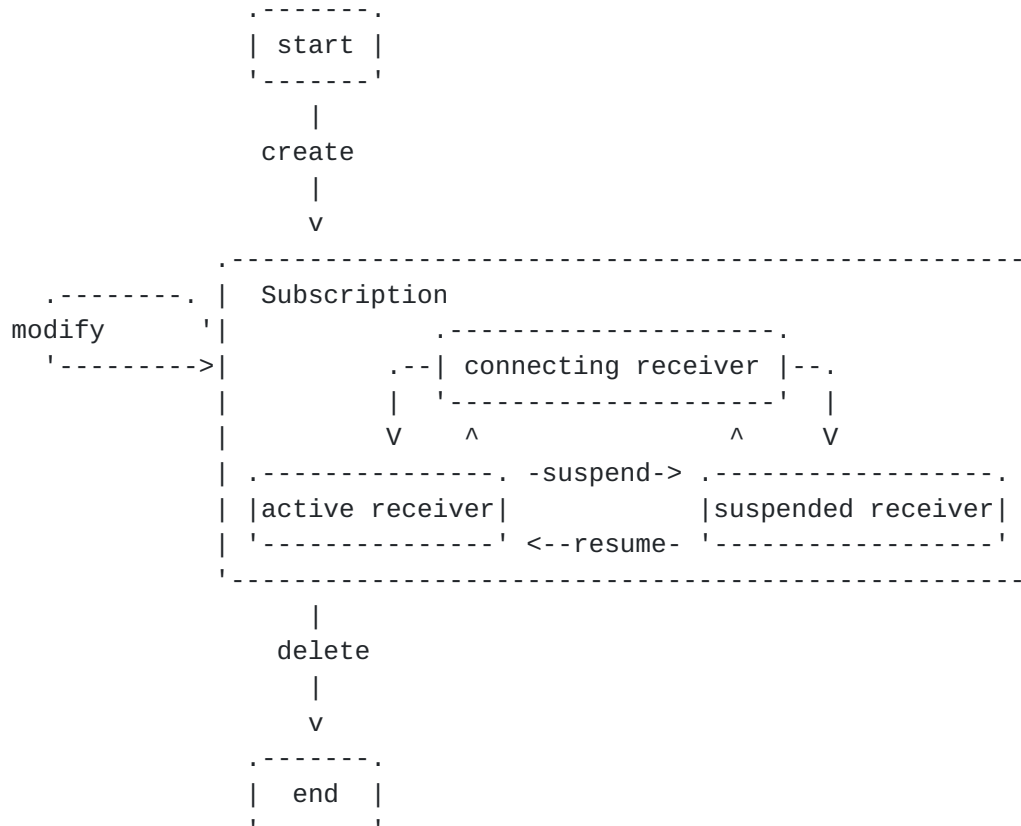 start
create
Subscription
modify
connecting receiver
-suspend->
active receiver
suspended receiver
<--resume-
delete
end